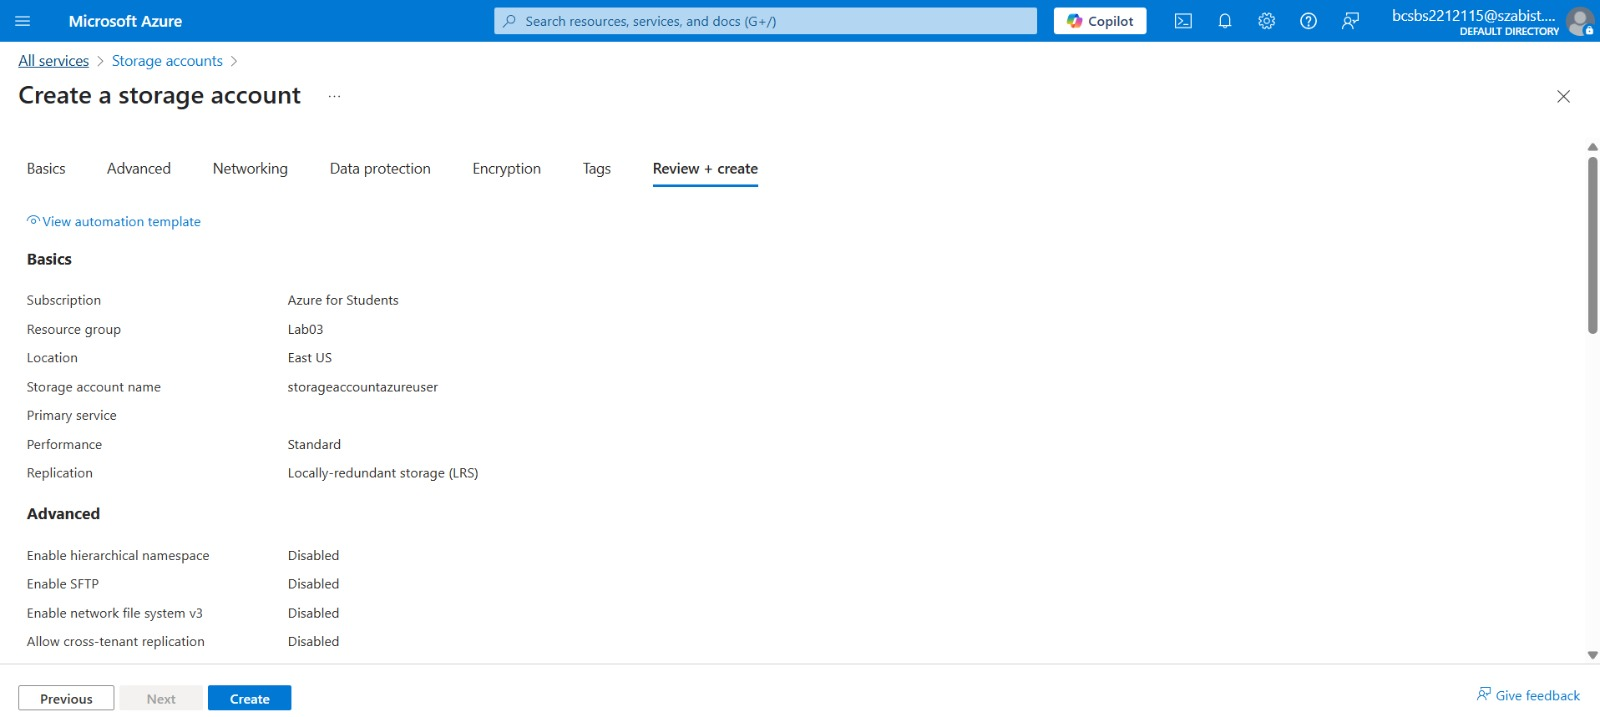 Microsoft Azure
Search resources, services, and docs (G+/)
Copilot
bcsbs2212115@szabist....
DEFAULT DIRECTORY
All services > Storage accounts >
Create a storage account ...
Basics Advanced Networking Data protection Encryption Tags Review + create
View automation template
Basics
Subscription Azure for Students
Resource group Lab03
Location East US
Storage account name storageaccountazureuser
Primary service
Performance Standard
Replication Locally-redundant storage (LRS)
Advanced
Enable hierarchical namespace Disabled
Enable SFTP Disabled
Enable network file system v3 Disabled
Allow cross-tenant replication Disabled
Previous Next Create
Give feedback